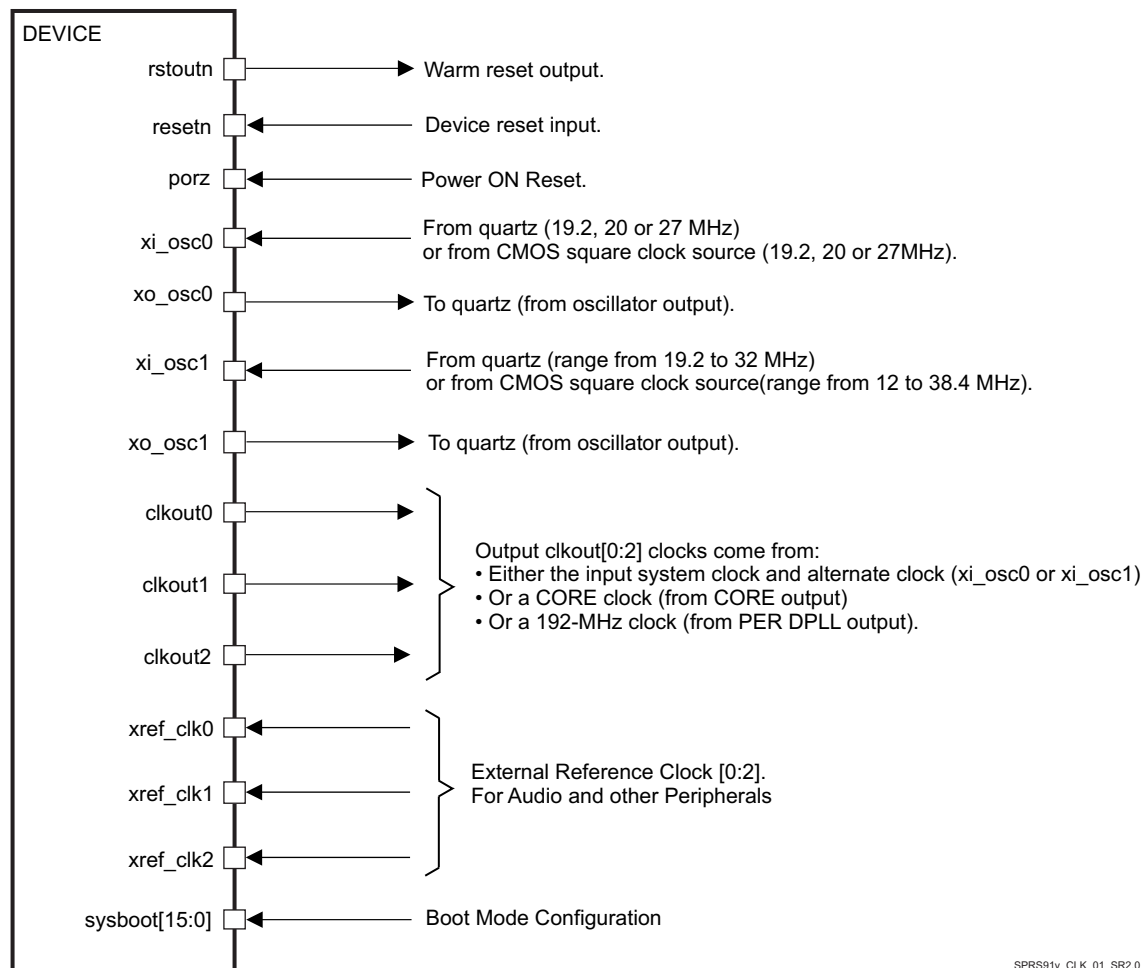 DEVICE
rstoutn
Warm reset output.
resetn
Device reset input.
porz
Power ON Reset.
xi_osc0
From quartz (19.2, 20 or 27 MHz)
or from CMOS square clock source (19.2, 20 or 27MHz).
xo_osc0
To quartz (from oscillator output).
xi_osc1
From quartz (range from 19.2 to 32 MHz)
or from CMOS square clock source(range from 12 to 38.4 MHz).
xo_osc1
To quartz (from oscillator output).
clkout0
clkout1
clkout2
Output clkout[0:2] clocks come from:
• Either the input system clock and alternate clock (xi_osc0 or xi_osc1)
• Or a CORE clock (from CORE output)
• Or a 192-MHz clock (from PER DPLL output).
xref_clk0
xref_clk1
xref_clk2
External Reference Clock [0:2].
For Audio and other Peripherals
sysboot[15:0]
Boot Mode Configuration
SPRS91v_CLK_01_SR2.0